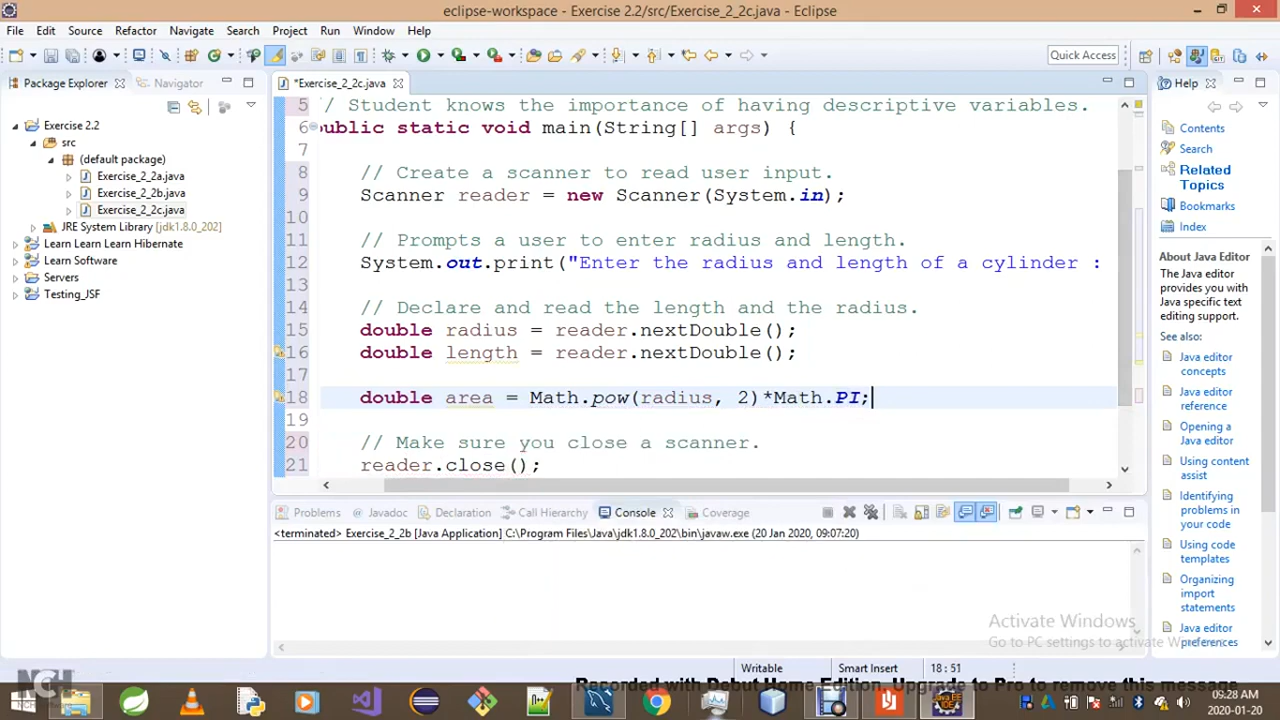 eclipse-workspace - Exercise 2.2/src/Exercise_2_2c.java - Eclipse
File Edit Source Refactor Navigate Search Project Run Window Help
Quick Access
Package Explorer Navigator
*Exercise_2_2c.java
Help
Exercise 2.2
src
(default package)
Exercise_2_2a.java
Exercise_2_2b.java
Exercise_2_2c.java
JRE System Library [jdk1.8.0_202]
Learn Learn Learn Hibernate
Learn Software
Servers
Testing_JSF
5 / Student knows the importance of having descriptive variables.
6 public static void main(String[] args) {
7
8 // Create a scanner to read user input.
9 Scanner reader = new Scanner(System.in);
10
11 // Prompts a user to enter radius and length.
12 System.out.print("Enter the radius and length of a cylinder :
13
14 // Declare and read the length and the radius.
15 double radius = reader.nextDouble();
16 double length = reader.nextDouble();
17
18 double area = Math.pow(radius, 2)*Math.PI;
19
20 // Make sure you close a scanner.
21 reader.close();
Contents
Search
Related
Topics
Bookmarks
Index
About Java Editor
The Java editor
provides you with
Java specific text
editing support.
See also:
Java editor
concepts
Java editor
reference
Opening a
Java editor
Using content
assist
Identifying
problems in
your code
Using code
templates
Organizing
import
statements
Java editor
preferences
Problems Javadoc Declaration Call Hierarchy Console Coverage
<terminated> Exercise_2_2b [Java Application] C:\Program Files\Java\jdk1.8.0_202\bin\javaw.exe (20 Jan 2020, 09:07:20)
Activate Windows
Go to PC settings to activate Windows.
Writable Smart Insert 18 : 51
NCH
Recorded with Debut Home Edition. Upgrade to Pro to remove this message
09:28 AM
2020-01-20